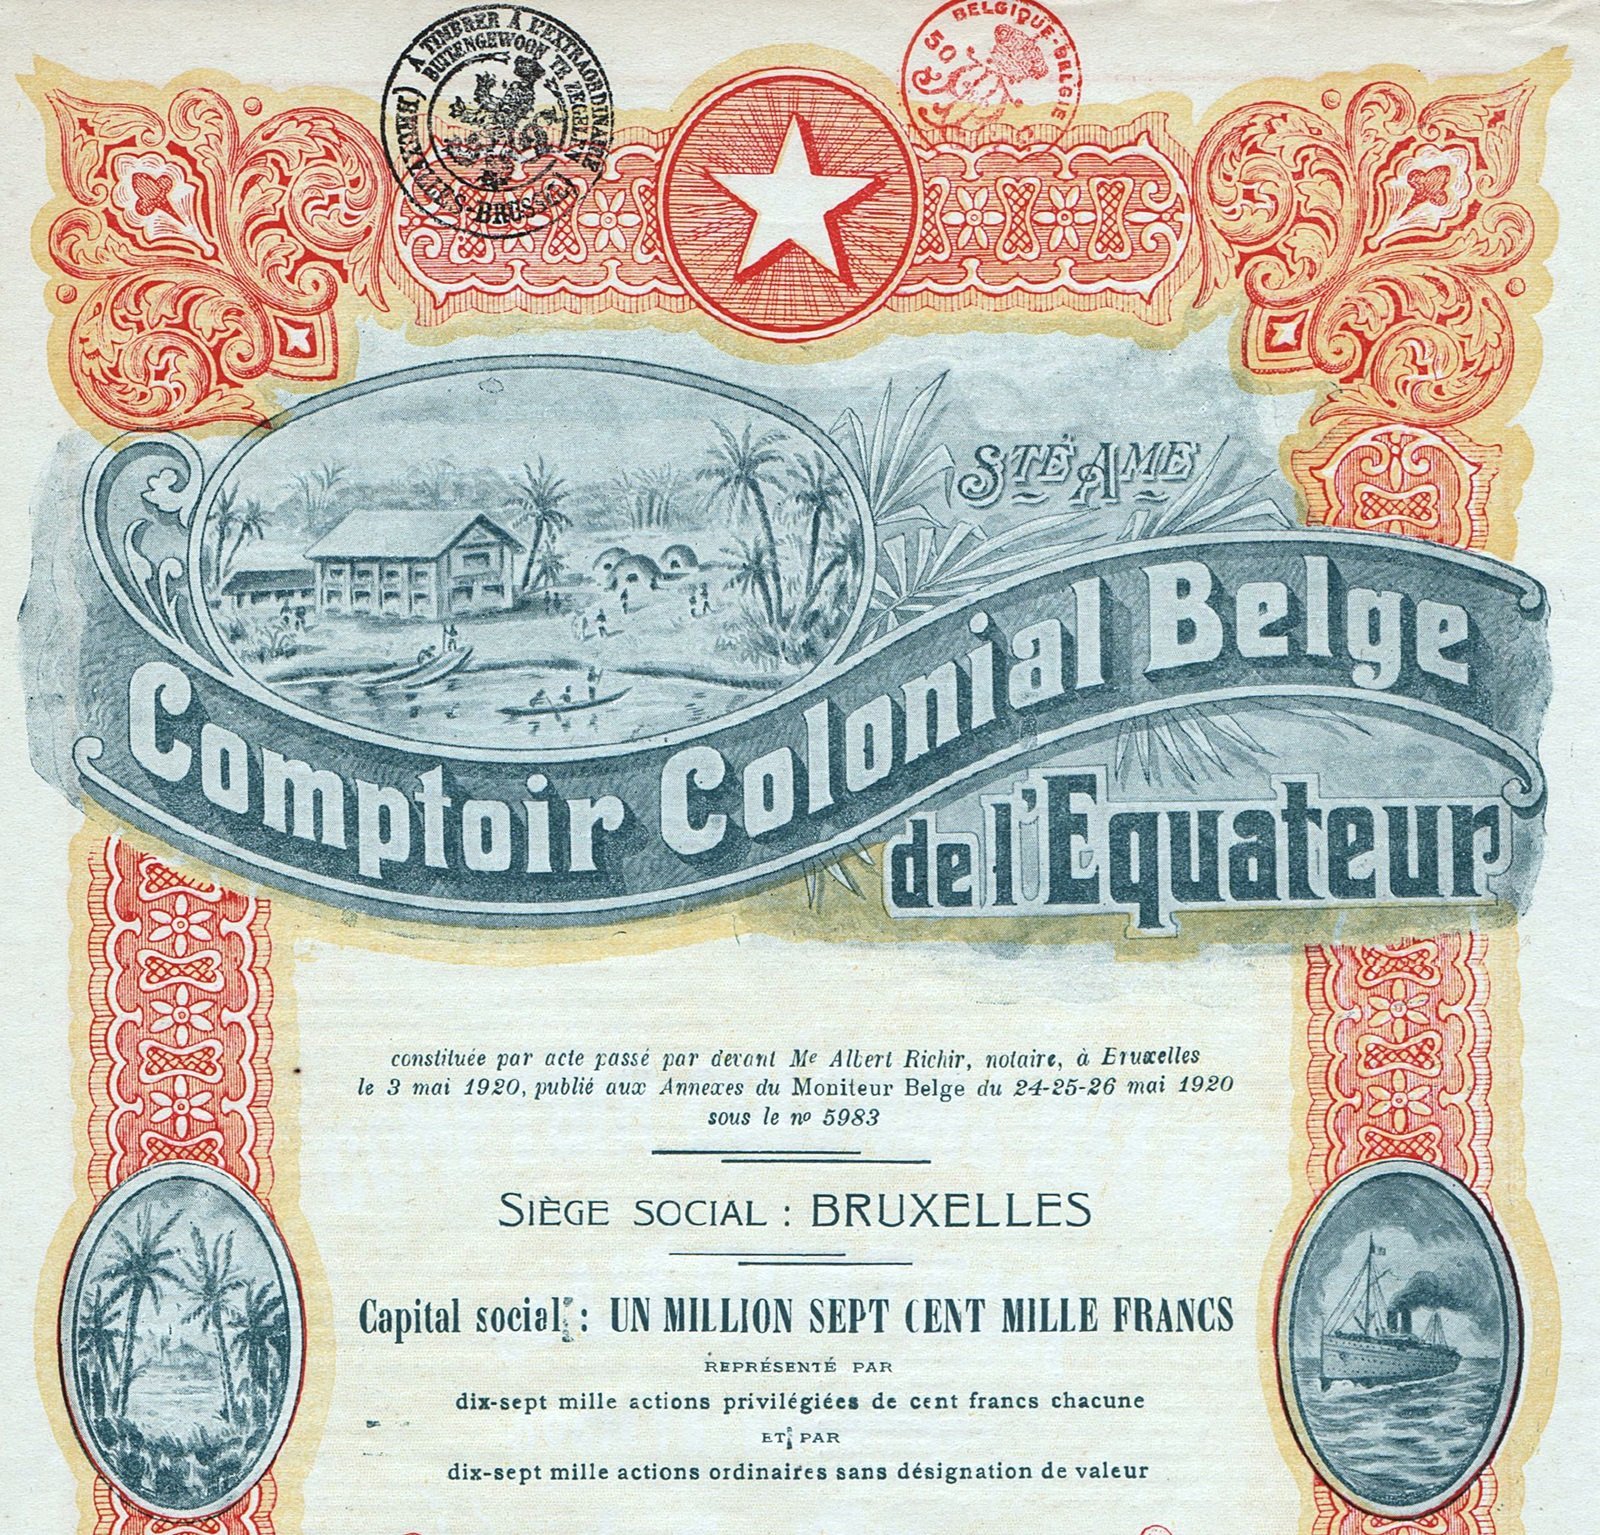 À TIMBRER À L'EXTRAORDINAIRE
BUITENGEWOON TE ZEGELEN
BELGIQUE-BELGIE
50
STÉ AME
Comptoir Colonial Belge
de l'Equateur
constituée par acte passé par devant Me Albert Richir, notaire, à Bruxelles
le 3 mai 1920, publié aux Annexes du Moniteur Belge du 24-25-26 mai 1920
sous le no 5983
SIÈGE SOCIAL : BRUXELLES
Capital social : UN MILLION SEPT CENT MILLE FRANCS
REPRÉSENTÉ PAR
dix-sept mille actions privilégiées de cent francs chacune
ET PAR
dix-sept mille actions ordinaires sans désignation de valeur